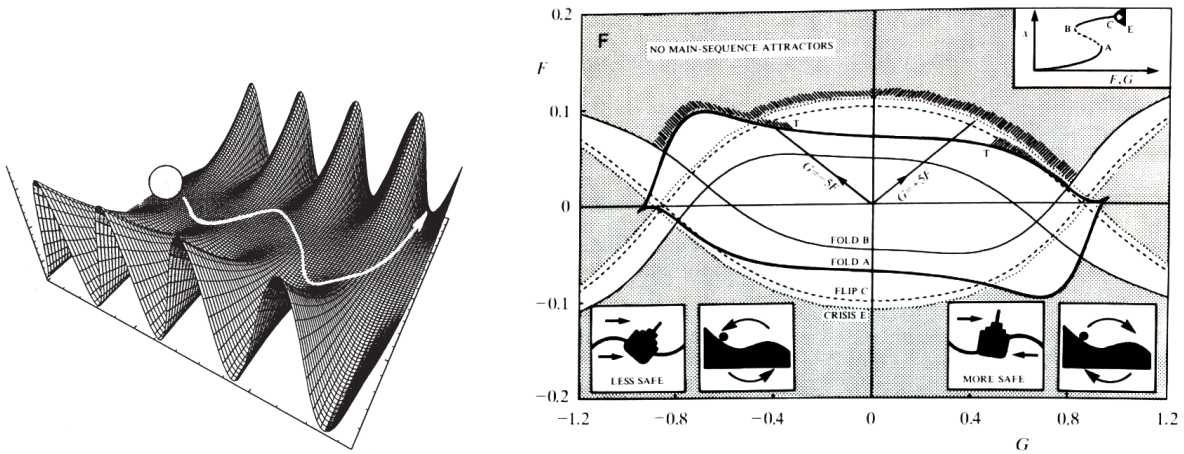 0.2
F
F
NO MAIN-SEQUENCE ATTRACTORS
x
B
C
E
A
F, G
0.1
T
T
G=−5F
G=+5F
0
FOLD B
FOLD A
FLIP C
CRISIS E
−0.1
LESS SAFE
MORE SAFE
−0.2
−1.2
−0.8
−0.4
0
0.4
0.8
1.2
G